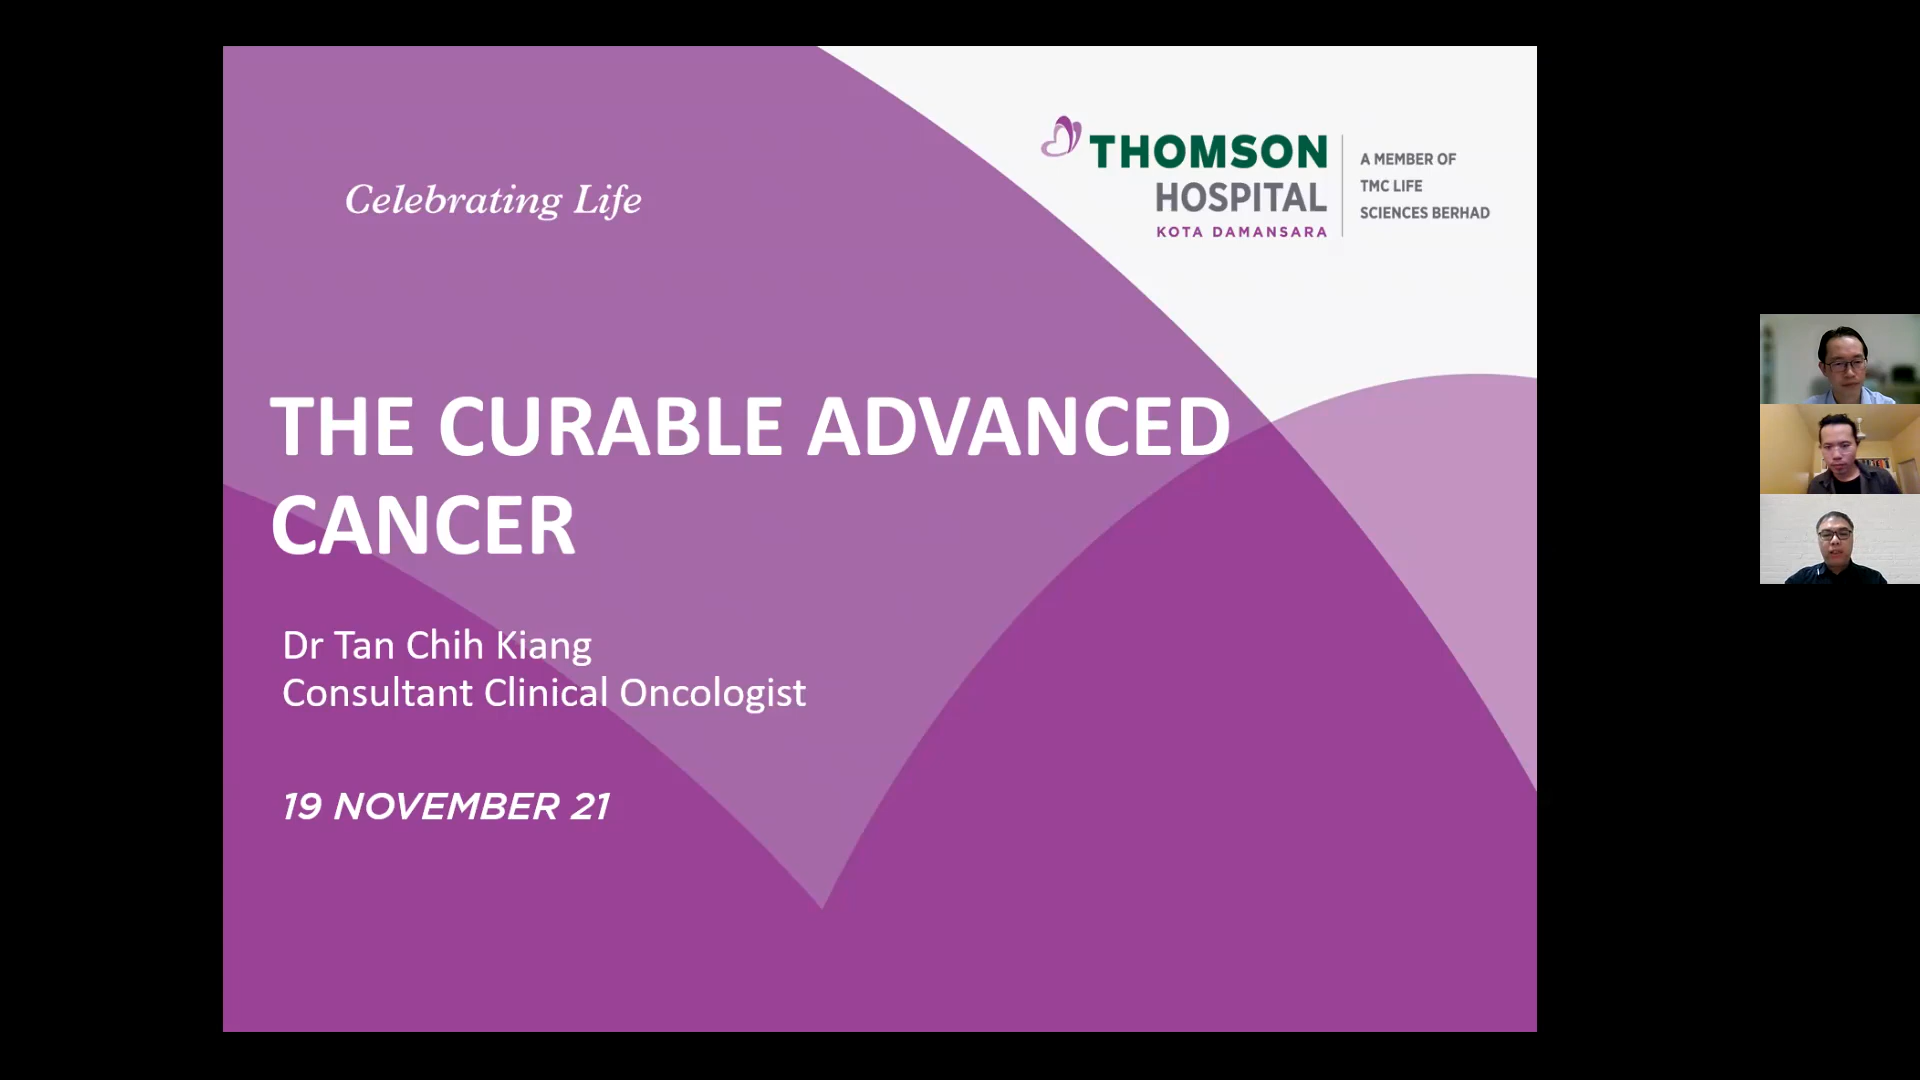 Celebrating Life
THOMSON
HOSPITAL
KOTA DAMANSARA
A MEMBER OF
TMC LIFE
SCIENCES BERHAD
THE CURABLE ADVANCED
CANCER
Dr Tan Chih Kiang
Consultant Clinical Oncologist
19 NOVEMBER 21